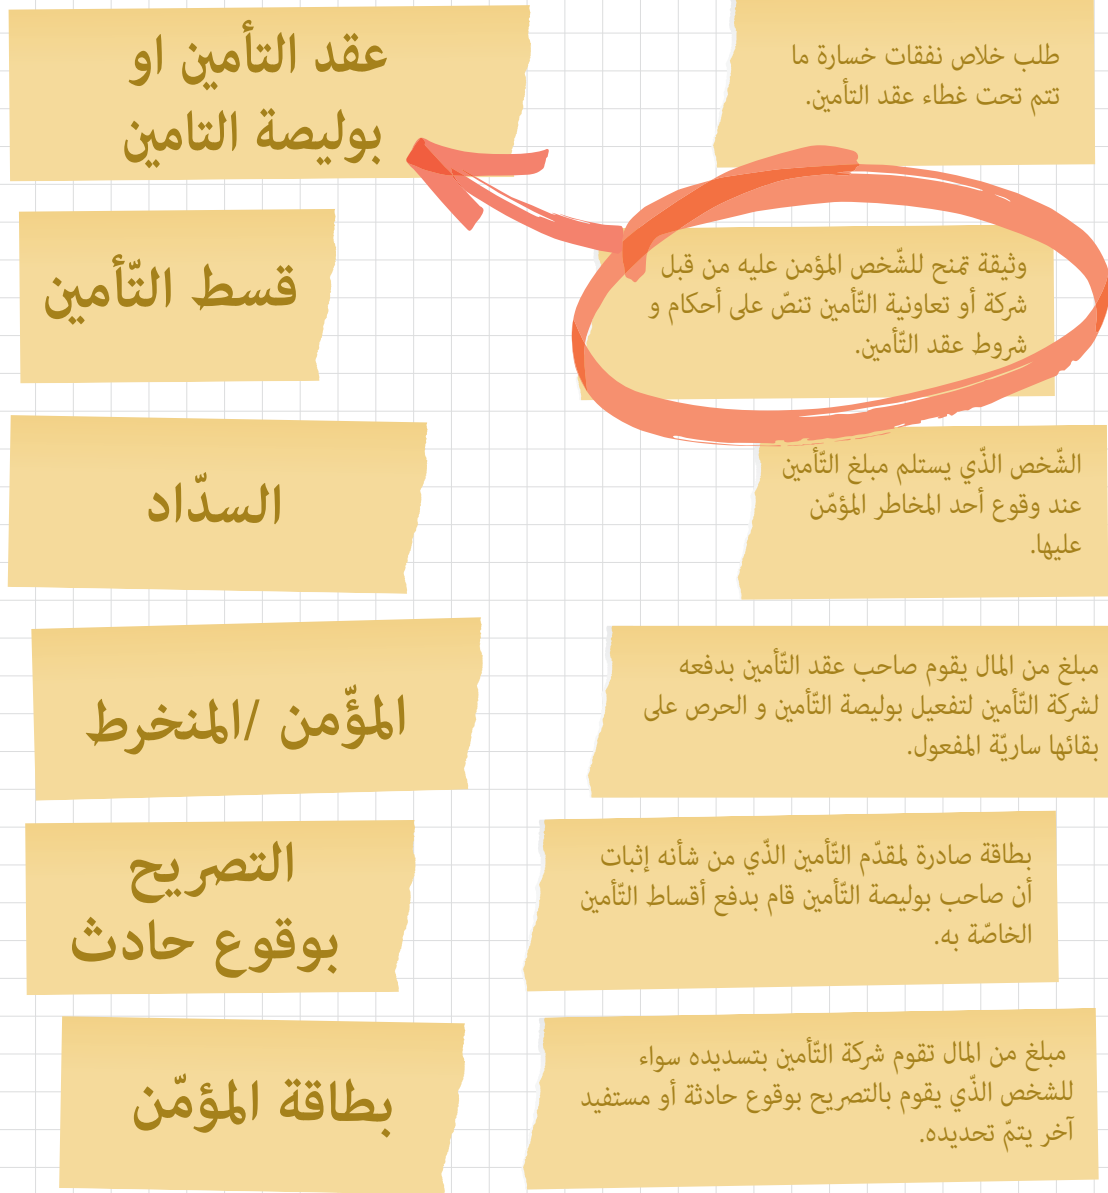 طلب خلاص نفقات خسارة ما
تتم تحت غطاء عقد التأمين.
عقد التأمين او
بوليصة التامين
وثيقة تمنح للشّخص المؤمن عليه من قبل
شركة أو تعاونية التّأمين تنصّ على أحكام و
شروط عقد التّأمين.
قسط التّأمين
الشّخص الذّي يستلم مبلغ التّأمين
عند وقوع أحد المخاطر المؤمّن
عليها.
السدّاد
مبلغ من المال يقوم صاحب عقد التّأمين بدفعه
لشركة التّأمين لتفعيل بوليصة التّأمين و الحرص على
بقائها ساريّة المفعول.
المؤّمن /المنخرط
بطاقة صادرة لمقدّم التّأمين الذّي من شأنه إثبات
أن صاحب بوليصة التّأمين قام بدفع أقساط التّأمين
الخاصّة به.
التصريح
بوقوع حادث
مبلغ من المال تقوم شركة التّأمين بتسديده سواء
للشخص الذّي يقوم بالتصريح بوقوع حادثة أو مستفيد
آخر يتمّ تحديده.
بطاقة المؤمّن